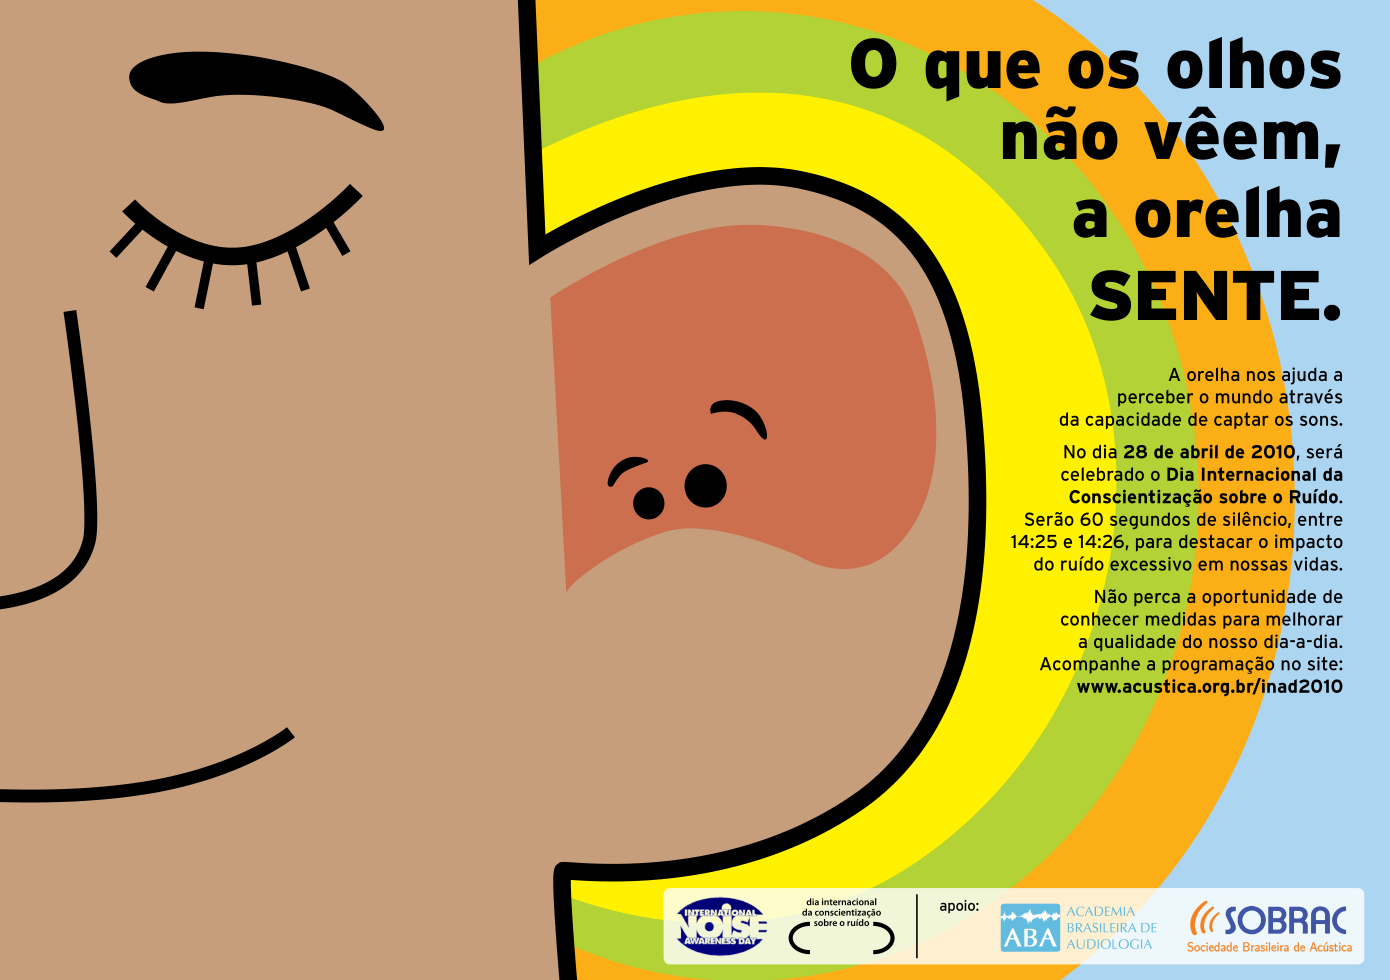 O que os olhos
não vêem,
a orelha
SENTE.
A orelha nos ajuda a
perceber o mundo através
da capacidade de captar os sons.
No dia 28 de abril de 2010, será
celebrado o Dia Internacional da
Conscientização sobre o Ruído.
Serão 60 segundos de silêncio, entre
14:25 e 14:26, para destacar o impacto
do ruído excessivo em nossas vidas.
Não perca a oportunidade de
conhecer medidas para melhorar
a qualidade do nosso dia-a-dia.
Acompanhe a programação no site:
www.acustica.org.br/inad2010
INTERNATIONAL
NOISE
AWARENESS DAY
dia internacional
da conscientização
sobre o ruído
apoio:
ABA
ACADEMIA
BRASILEIRA DE
AUDIOLOGIA
SOBRAC
Sociedade Brasileira de Acústica